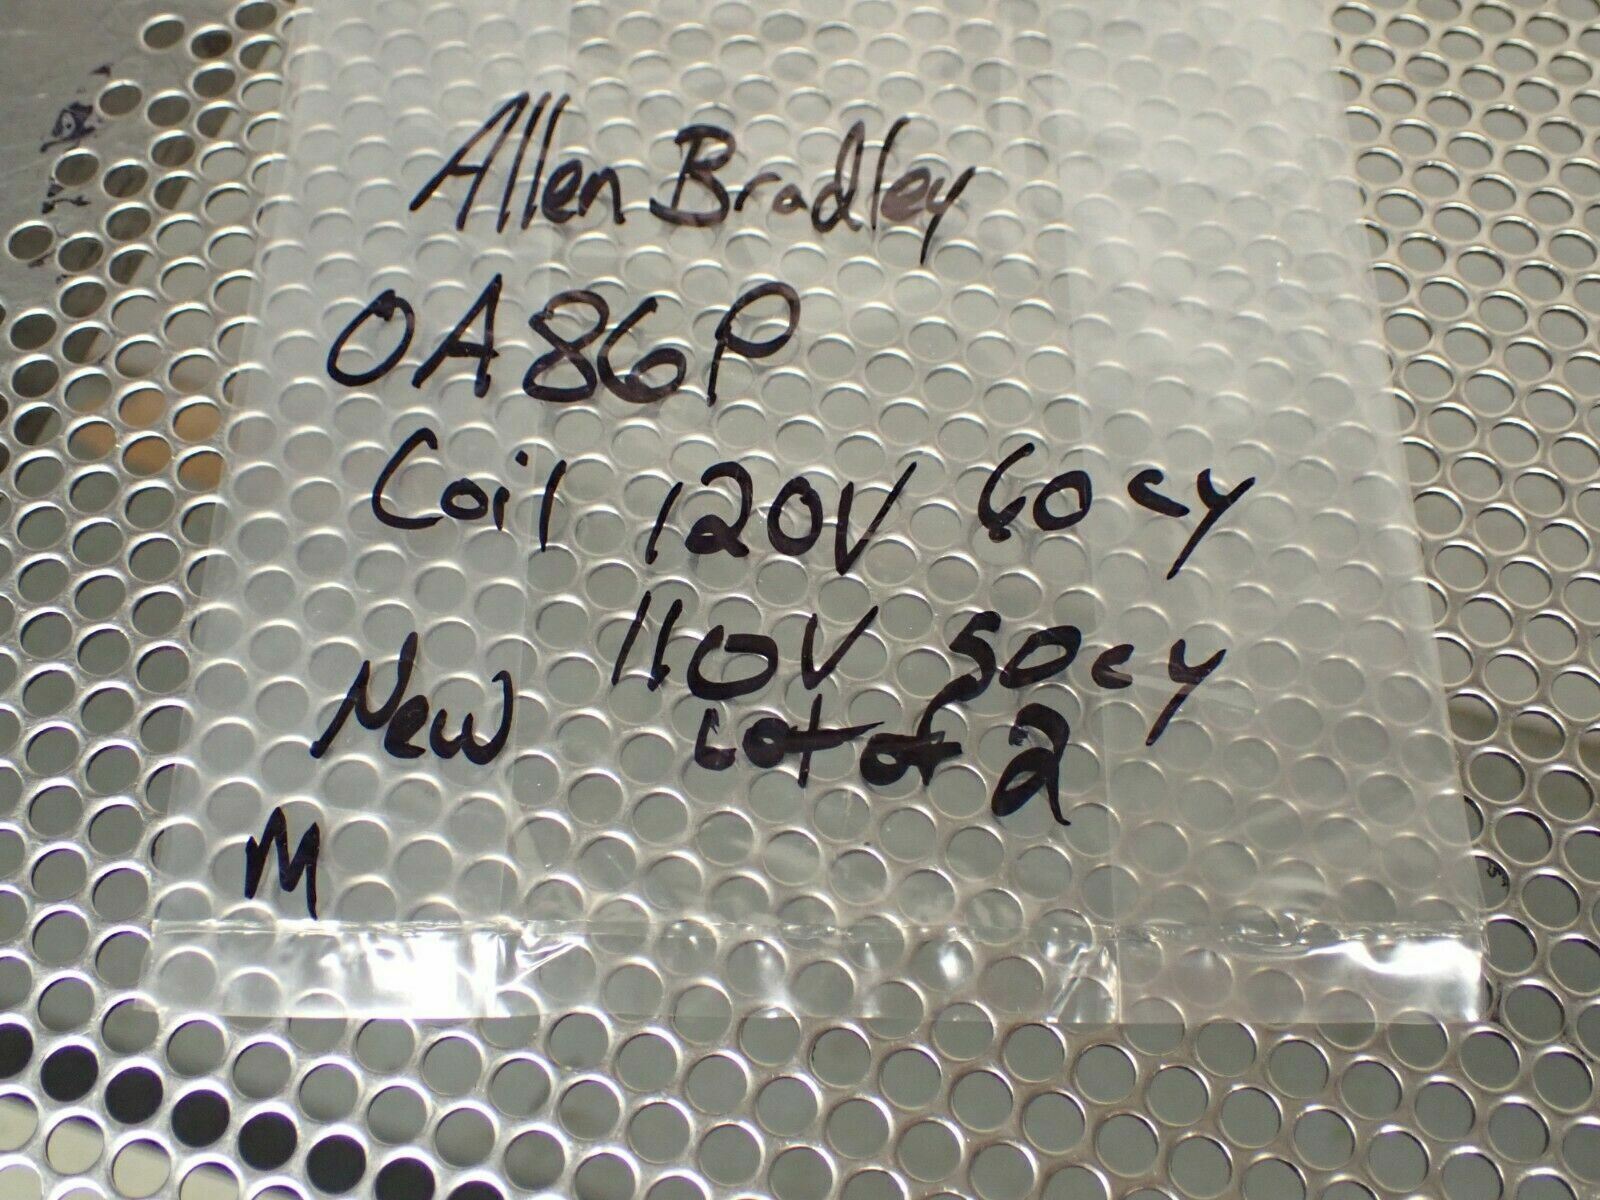 Allen Bradley
OA86P
Coil 120V 60cy
110V 50cy
New Lot of 2
M